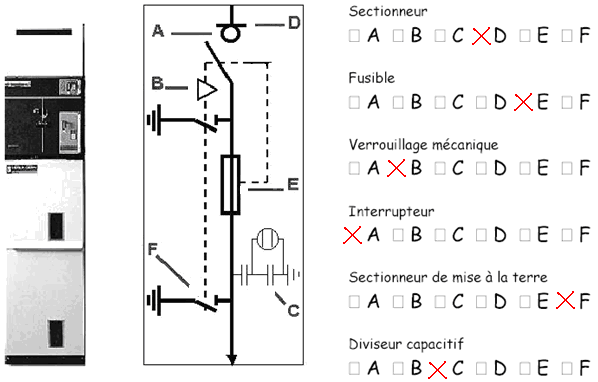 A
D
B
E
F
C
Sectionneur
A B C D E F
Fusible
A B C D E F
Verrouillage mécanique
A B C D E F
Interrupteur
A B C D E F
Sectionneur de mise à la terre
A B C D E F
Diviseur capacitif
A B C D E F